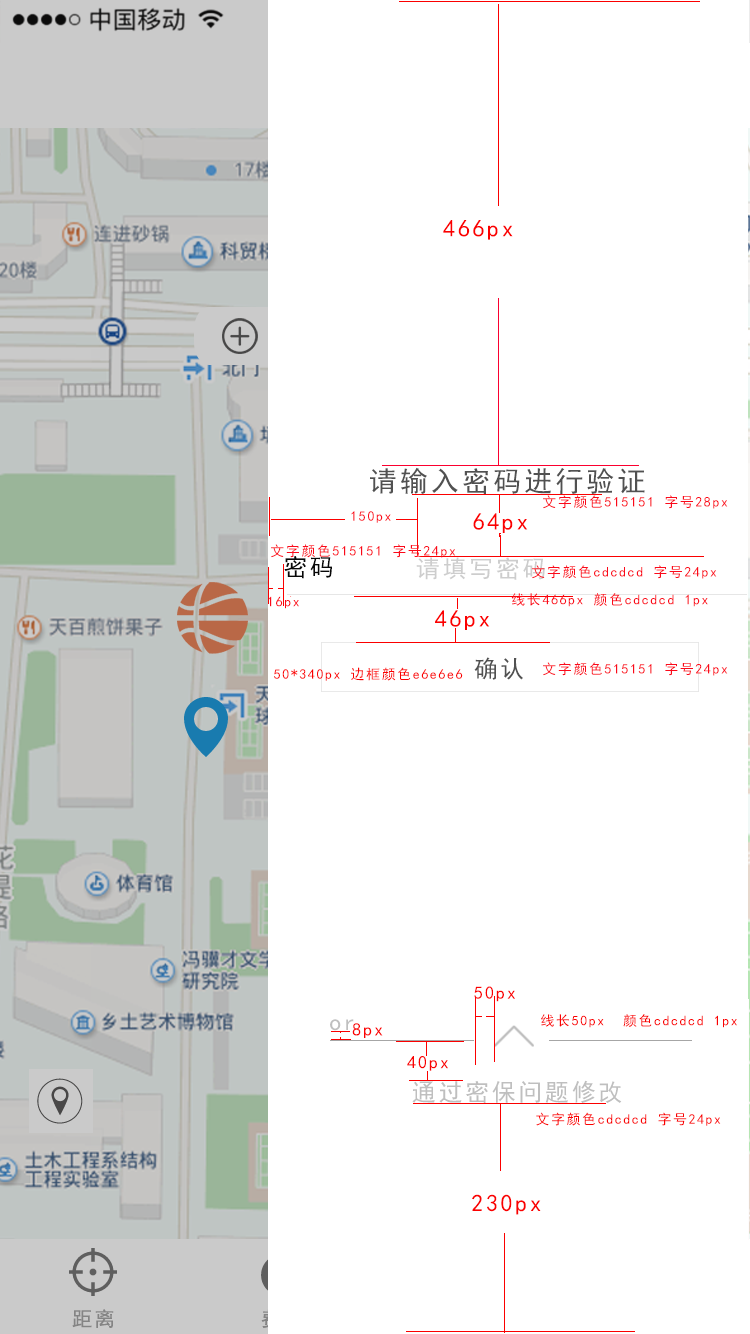 中国移动
17楼
连进砂锅
科贸楼
20楼
466px
北门
请输入密码进行验证
文字颜色515151 字号28px
150px
64px
文字颜色515151 字号24px
密码
请填写密码
文字颜色cdcdcd 字号24px
16px
线长466px 颜色cdcdcd 1px
天百煎饼果子
46px
50*340px 边框颜色e6e6e6
确认
文字颜色515151 字号24px
天
球
体育馆
花
堤
路
冯骥才文学
研究院
50px
乡土艺术博物馆
or
8px
线长50px 颜色cdcdcd 1px
40px
通过密保问题修改
文字颜色cdcdcd 字号24px
土木工程系结构
工程实验室
230px
距离